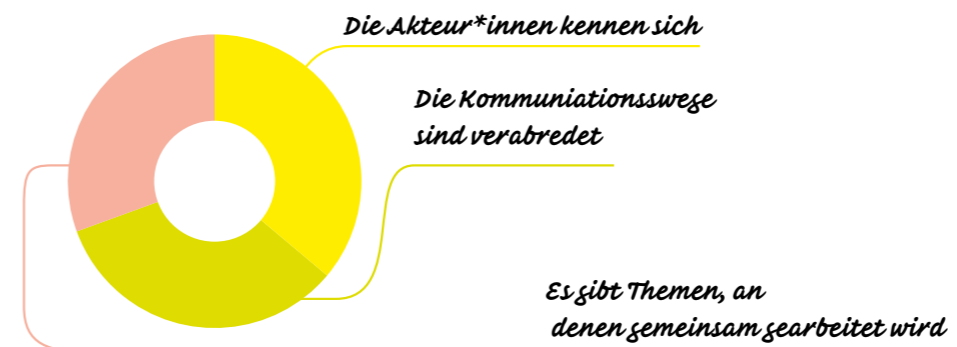 Die Akteur*innen kennen sich
Die Kommuniationsswege
sind verabredet
Es gibt Themen, an
denen gemeinsam gearbeitet wird